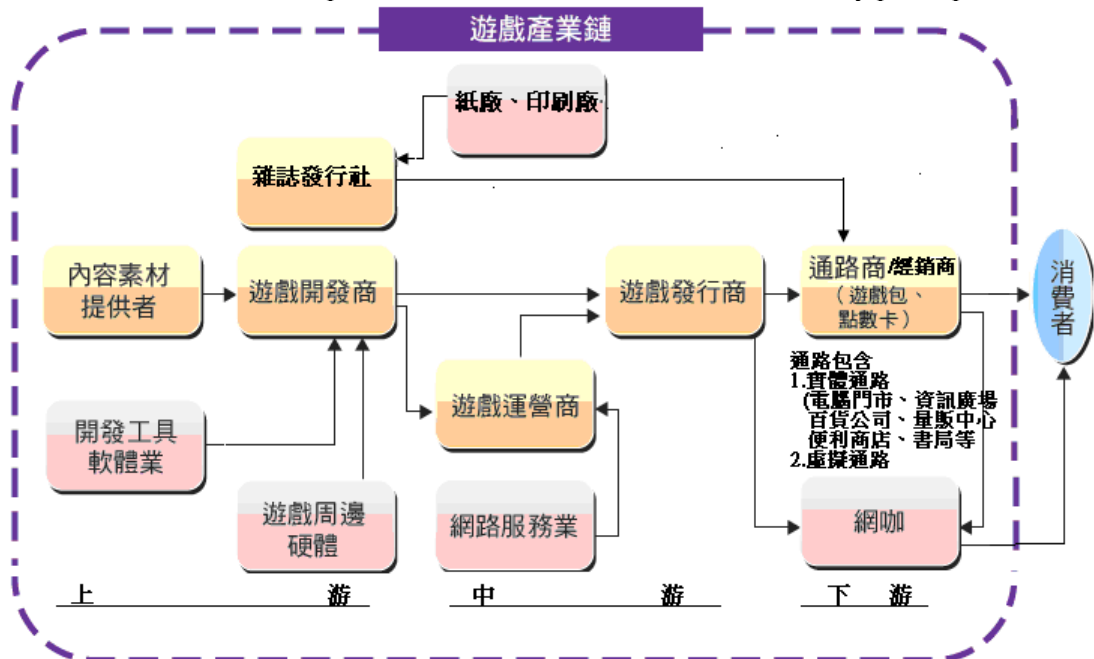 遊戲產業鏈
紙廠、印刷廠
雜誌發行社
內容素材
提供者
遊戲開發商
遊戲發行商
通路商/經銷商
(遊戲包、
點數卡)
消
費
者
遊戲運營商
通路包含
1.實體通路
(電腦門市、資訊廣場
百貨公司、量販中心
便利商店、書局等
2.虛擬通路
開發工具
軟體業
遊戲周邊
硬體
網路服務業
網咖
上 游
中 游
下 游